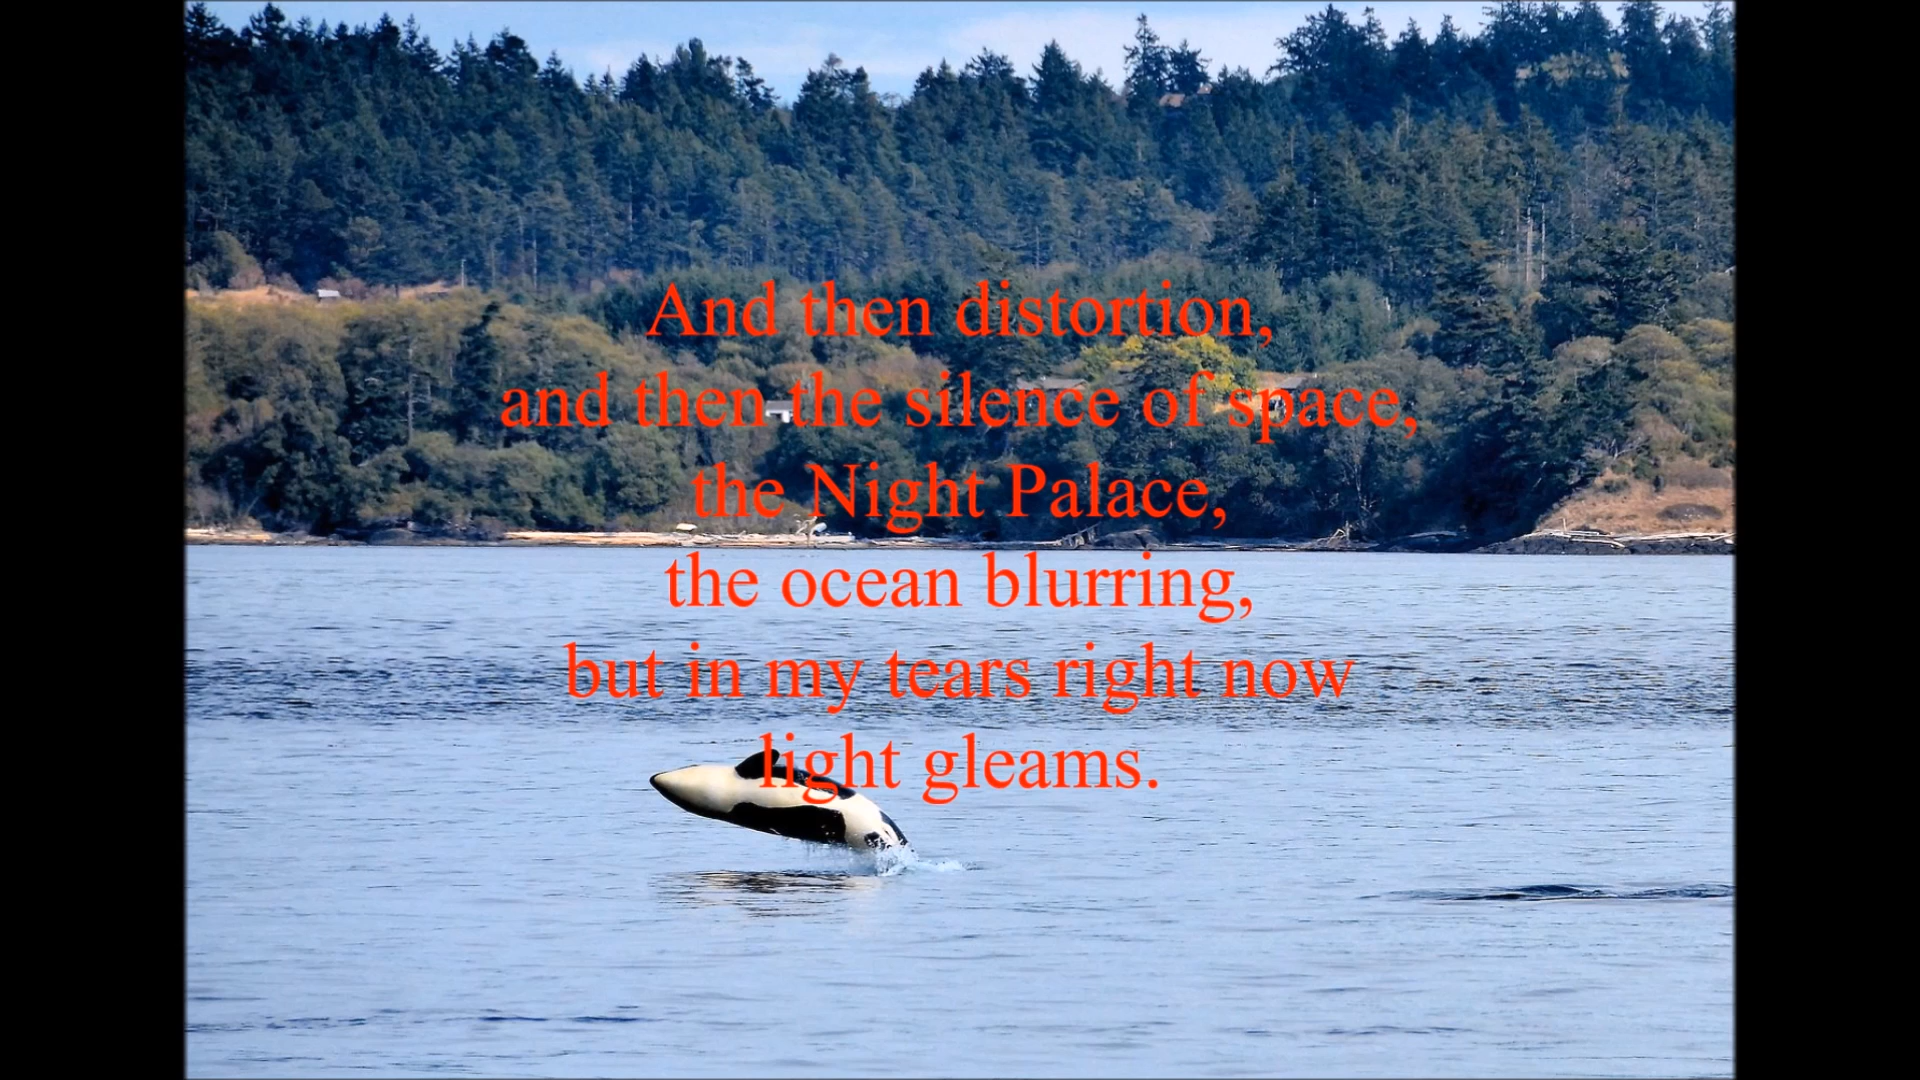 And then distortion,
and then the silence of space,
the Night Palace,
the ocean blurring,
but in my tears right now
light gleams.